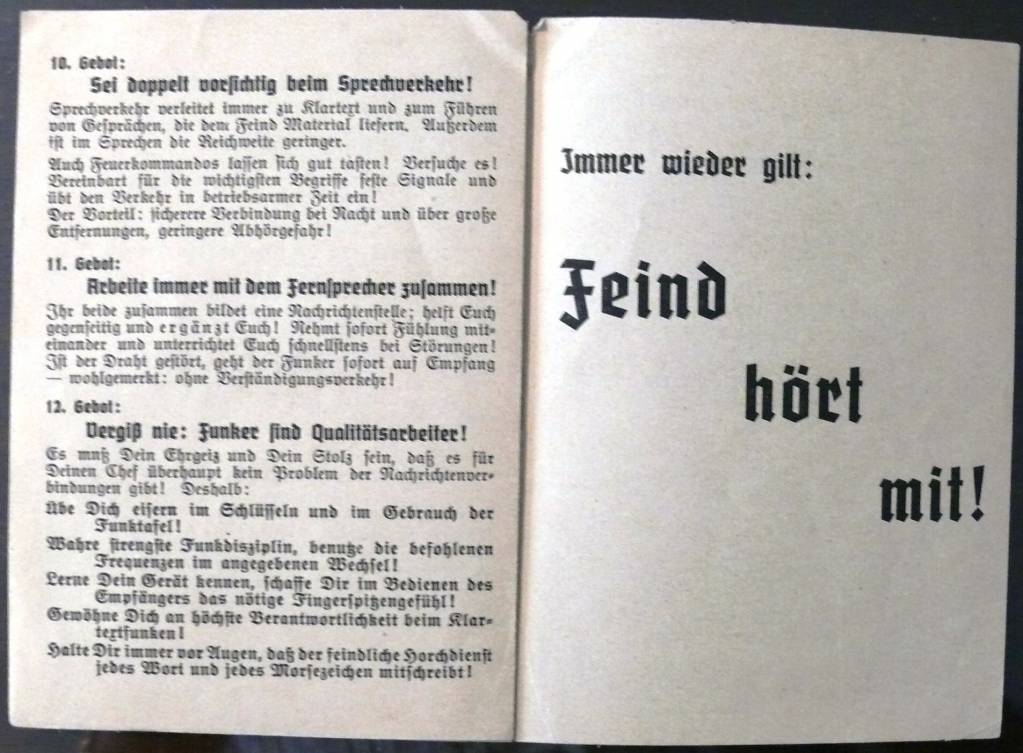 10. Gebot:
Sei doppelt vorsichtig beim Sprechverkehr!
Sprechverkehr verleitet immer zu Klartext und zum Führen
von Gesprächen, die dem Feind Material liefern. Außerdem
ist im Sprechen die Reichweite geringer.
Auch Feuerkommandos lassen sich gut tasten! Versuche es!
Vereinbart für die wichtigsten Begriffe feste Signale und
übt den Verkehr in betriebsarmer Zeit ein!
Der Vorteil: sicherere Verbindung bei Nacht und über große
Entfernungen, geringere Abhörgefahr!
11. Gebot:
Arbeite immer mit dem Fernsprecher zusammen!
Ihr beide zusammen bildet eine Nachrichtenstelle; helft Euch
gegenseitig und ergänzt Euch! Nehmt sofort Fühlung mit-
einander und unterrichtet Euch schnellstens bei Störungen!
Ist der Draht gestört, geht der Funker sofort auf Empfang
— wohlgemerkt: ohne Verständigungsverkehr!
12. Gebot:
Vergiß nie: Funker sind Qualitätsarbeiter!
Es muß Dein Ehrgeiz und Dein Stolz sein, daß es für
Deinen Chef überhaupt kein Problem der Nachrichtenver-
bindungen gibt! Deshalb:
Übe Dich eisern im Schlüsseln und im Gebrauch der
Funktafel!
Wahre strengste Funkdisziplin, benutze die befohlenen
Frequenzen im angegebenen Wechsel!
Lerne Dein Gerät kennen, schaffe Dir im Bedienen des
Empfängers das nötige Fingerspitzengefühl!
Gewöhne Dich an höchste Verantwortlichkeit beim Klar-
textfunken!
Halte Dir immer vor Augen, daß der feindliche Horchdienst
jedes Wort und jedes Morsezeichen mitschreibt!
Immer wieder gilt:
Feind
hört
mit!